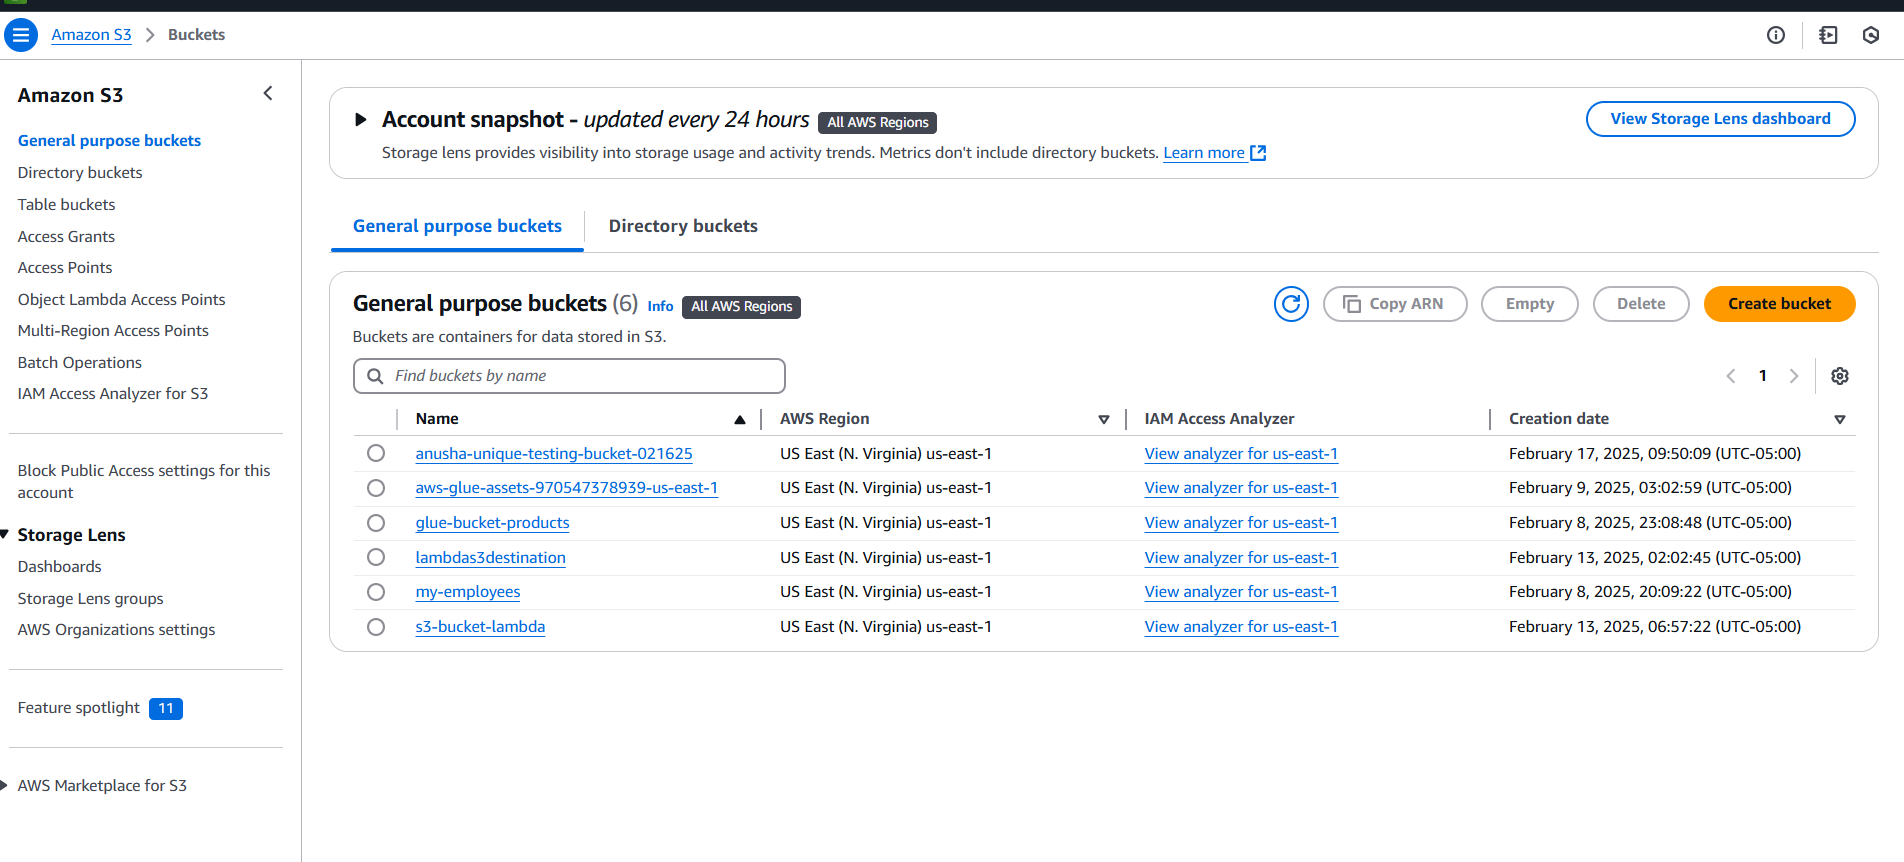 Amazon S3 > Buckets
Amazon S3
General purpose buckets
Directory buckets
Table buckets
Access Grants
Access Points
Object Lambda Access Points
Multi-Region Access Points
Batch Operations
IAM Access Analyzer for S3
Block Public Access settings for this
account
Storage Lens
Dashboards
Storage Lens groups
AWS Organizations settings
Feature spotlight 11
AWS Marketplace for S3
Account snapshot - updated every 24 hours All AWS Regions
View Storage Lens dashboard
Storage lens provides visibility into storage usage and activity trends. Metrics don't include directory buckets. Learn more
General purpose buckets Directory buckets
General purpose buckets (6) Info All AWS Regions
Copy ARN Empty Delete Create bucket
Buckets are containers for data stored in S3.
Find buckets by name
1
Name AWS Region IAM Access Analyzer Creation date
anusha-unique-testing-bucket-021625 US East (N. Virginia) us-east-1 View analyzer for us-east-1 February 17, 2025, 09:50:09 (UTC-05:00)
aws-glue-assets-970547378939-us-east-1 US East (N. Virginia) us-east-1 View analyzer for us-east-1 February 9, 2025, 03:02:59 (UTC-05:00)
glue-bucket-products US East (N. Virginia) us-east-1 View analyzer for us-east-1 February 8, 2025, 23:08:48 (UTC-05:00)
lambdas3destination US East (N. Virginia) us-east-1 View analyzer for us-east-1 February 13, 2025, 02:02:45 (UTC-05:00)
my-employees US East (N. Virginia) us-east-1 View analyzer for us-east-1 February 8, 2025, 20:09:22 (UTC-05:00)
s3-bucket-lambda US East (N. Virginia) us-east-1 View analyzer for us-east-1 February 13, 2025, 06:57:22 (UTC-05:00)